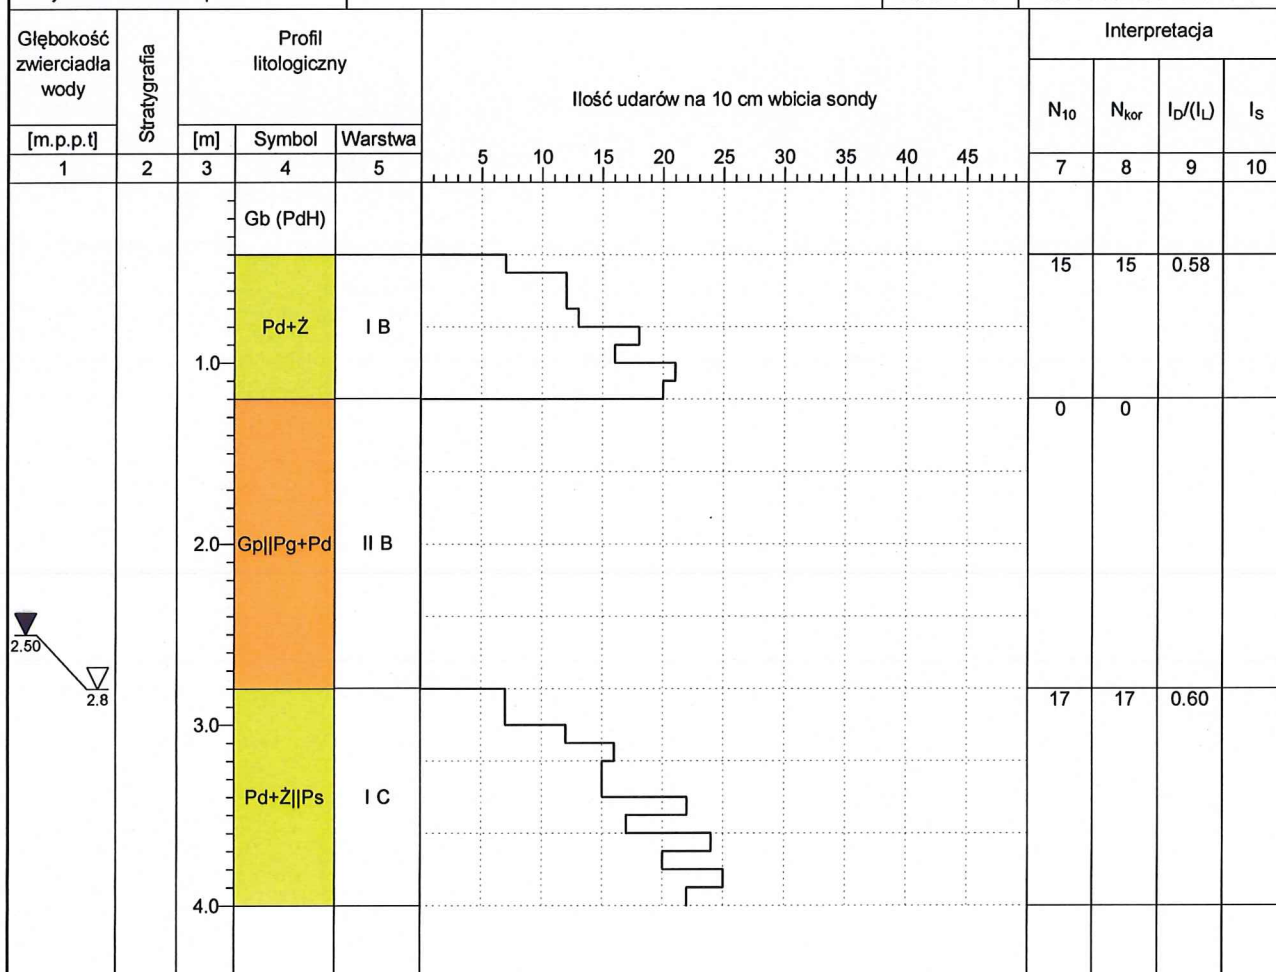 Głębokość
zwierciadła
wody
[m.p.p.t]
Stratygrafia
Profil
litologiczny
[m] Symbol Warstwa
Ilość udarów na 10 cm wbicia sondy
5 10 15 20 25 30 35 40 45
Interpretacja
N₁₀ Nkor I_D/(I_L) I_S
1 2 3 4 5 7 8 9 10
Gb (PdH)
15 15 0.58
Pd+Ż I B
1.0
0 0
2.0 Gp||Pg+Pd II B
2.50
2.8
17 17 0.60
3.0
Pd+Ż||Ps I C
4.0